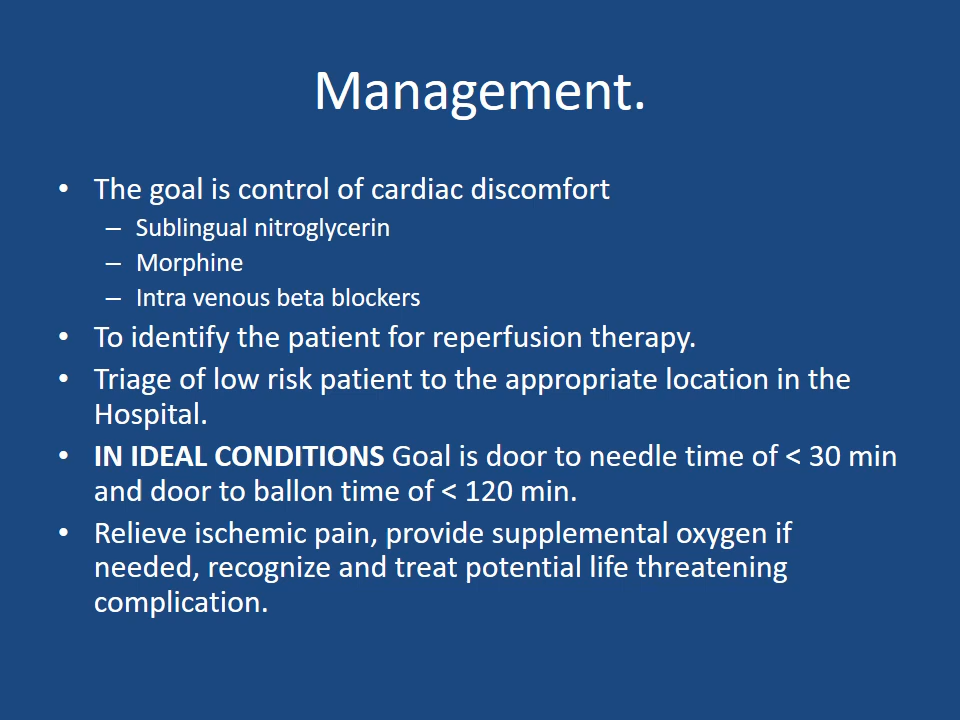 Management.
• The goal is control of cardiac discomfort
– Sublingual nitroglycerin
– Morphine
– Intra venous beta blockers
• To identify the patient for reperfusion therapy.
• Triage of low risk patient to the appropriate location in the
Hospital.
• IN IDEAL CONDITIONS Goal is door to needle time of < 30 min
and door to ballon time of < 120 min.
• Relieve ischemic pain, provide supplemental oxygen if
needed, recognize and treat potential life threatening
complication.